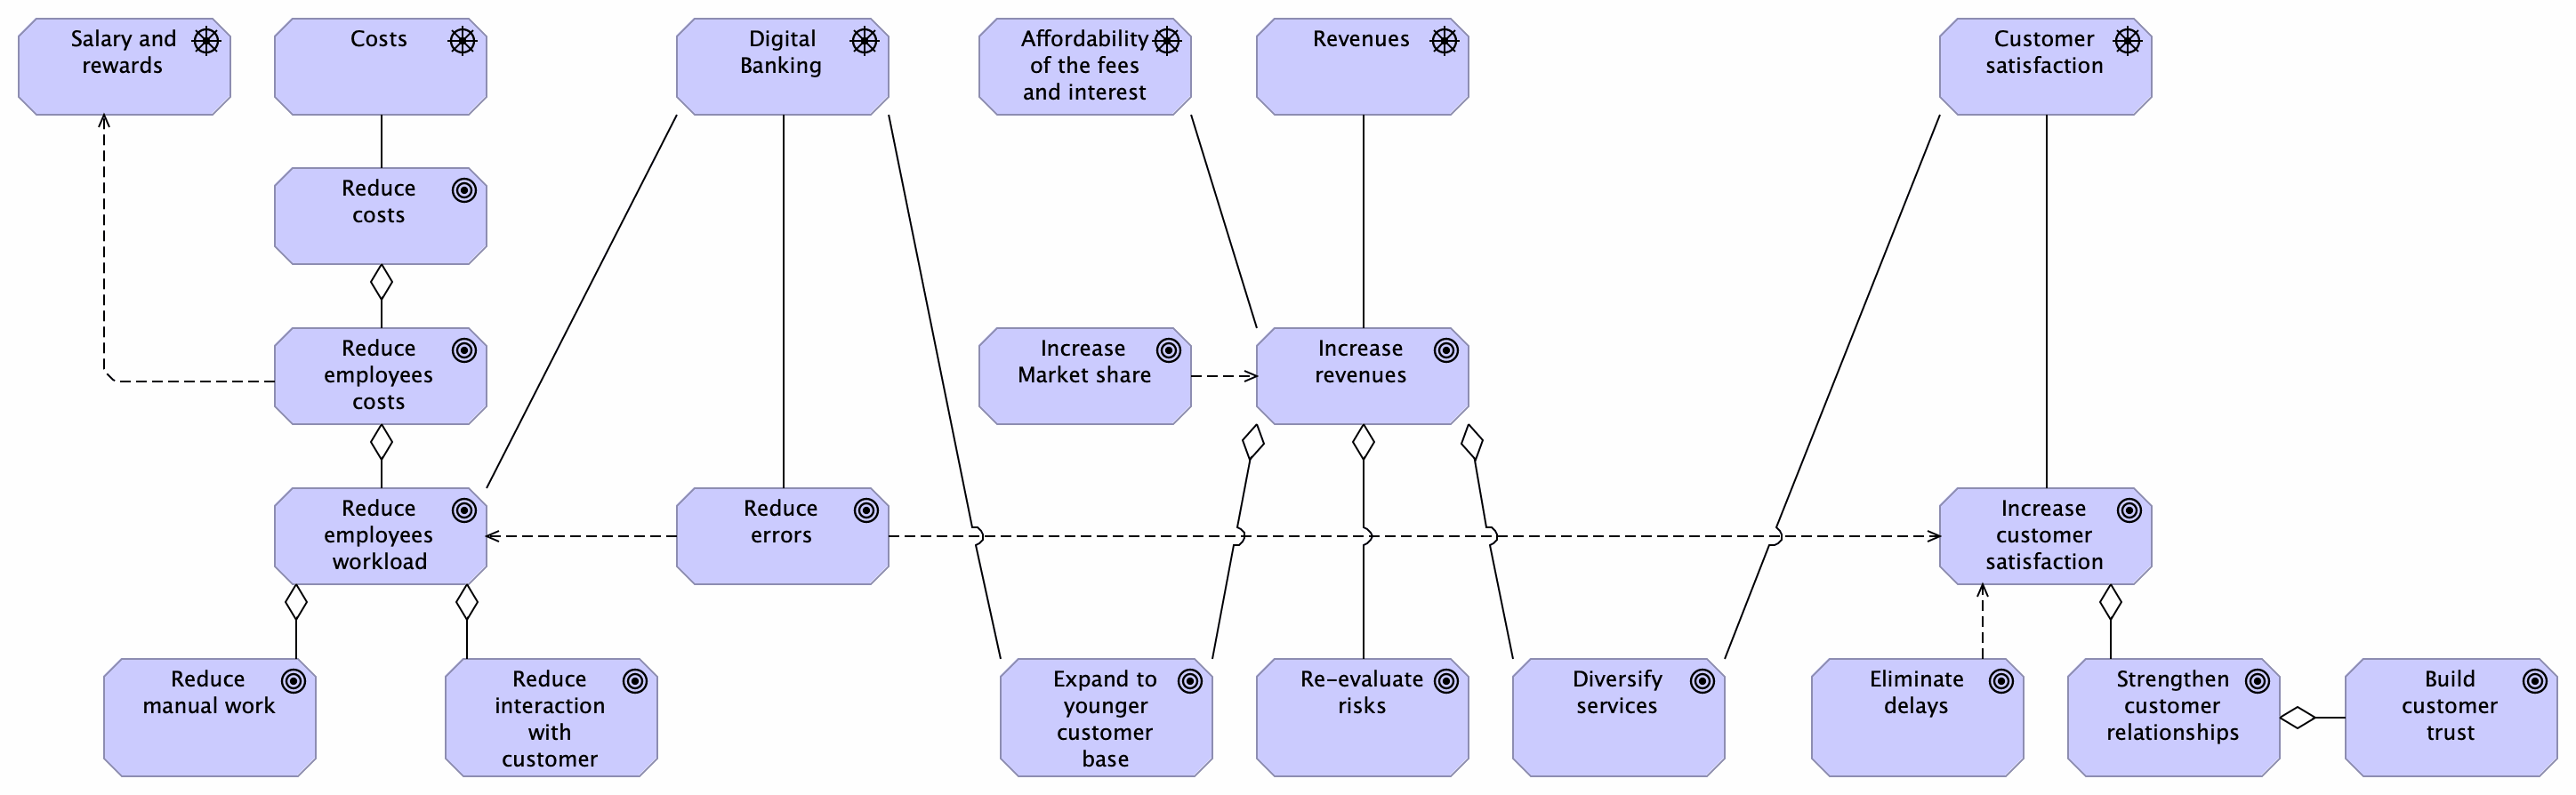 Salary and
rewards
Costs
Digital
Banking
Affordability
of the fees
and interest
Revenues
Customer
satisfaction
Reduce
costs
Reduce
employees
costs
Increase
Market share
Increase
revenues
Reduce
employees
workload
Reduce
errors
Increase
customer
satisfaction
Reduce
manual work
Reduce
interaction
with
customer
Expand to
younger
customer
base
Re-evaluate
risks
Diversify
services
Eliminate
delays
Strengthen
customer
relationships
Build
customer
trust